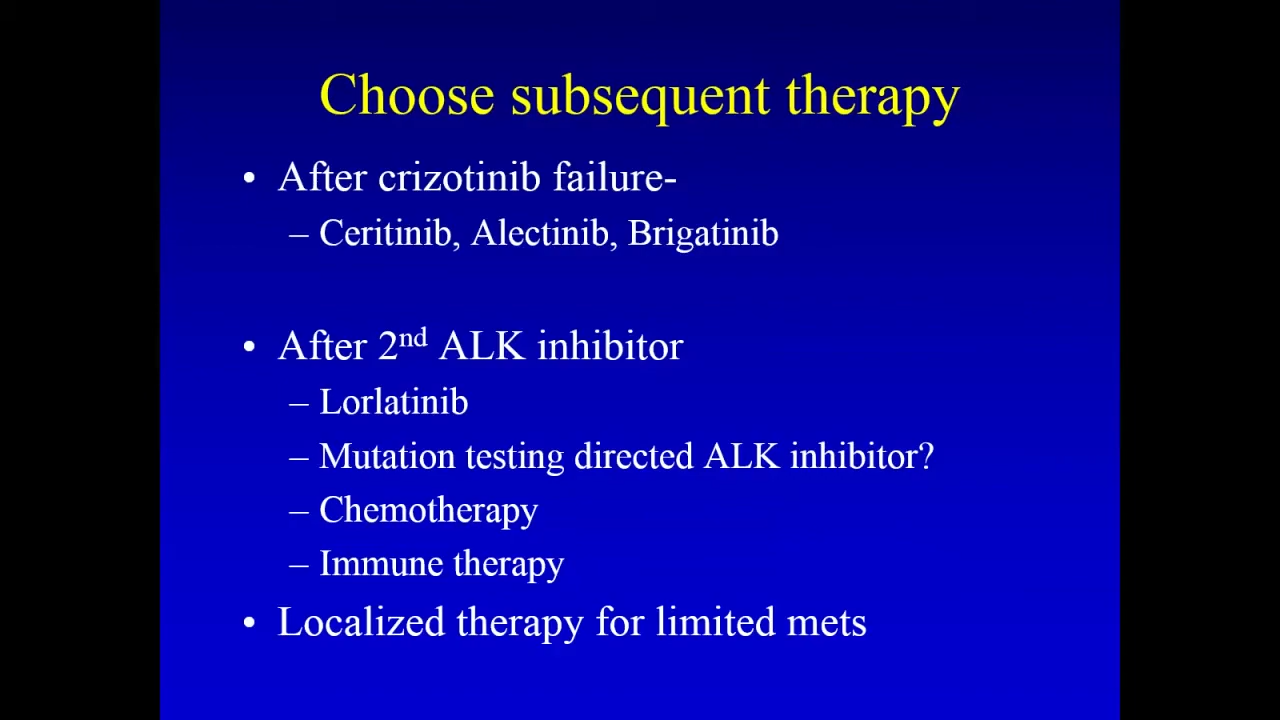 Choose subsequent therapy
• After crizotinib failure-
– Ceritinib, Alectinib, Brigatinib
• After 2nd ALK inhibitor
– Lorlatinib
– Mutation testing directed ALK inhibitor?
– Chemotherapy
– Immune therapy
• Localized therapy for limited mets